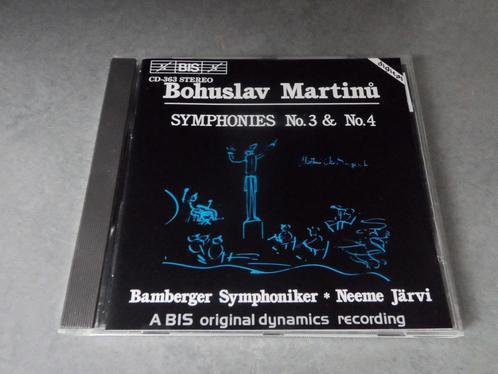 BIS
digital
CD-363 STEREO
Bohuslav Martinů
SYMPHONIES No.3 & No.4
Bamberger Symphoniker * Neeme Järvi
A BIS original dynamics recording